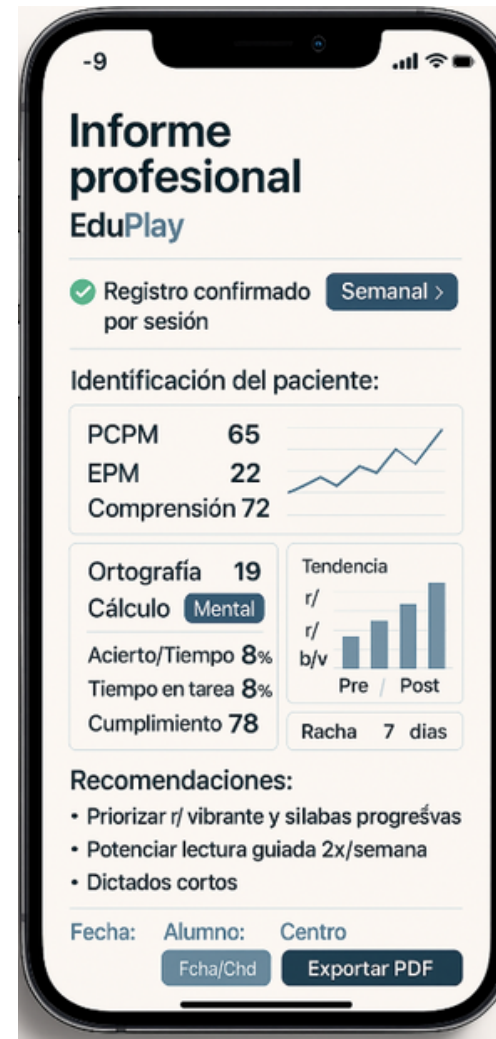 -9
Informe
profesional
EduPlay
Registro confirmado
por sesión
Semanal >
Identificación del paciente:
PCPM 65
EPM 22
Comprensión 72
Ortografía 19
Cálculo Mental
Acierto/Tiempo 8%
Tiempo en tarea 8%
Cumplimiento 78
Tendencia
r/
r/
b/v
Pre / Post
Racha 7 dias
Recomendaciones:
• Priorizar r/ vibrante y silabas
• Potenciar lectura guiada 2x/semana
• Dictados cortos
Fecha: Alumno: Centro
Fcha/Chd Exportar PDF